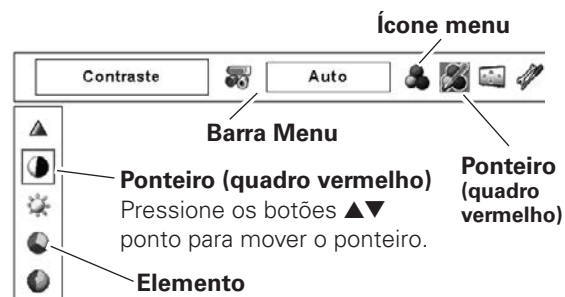 Ícone menu
Contraste
Auto
Barra Menu
Ponteiro (quadro vermelho)
Pressione os botões ▲▼
ponto para mover o ponteiro.
Ponteiro
(quadro
vermelho)
Elemento